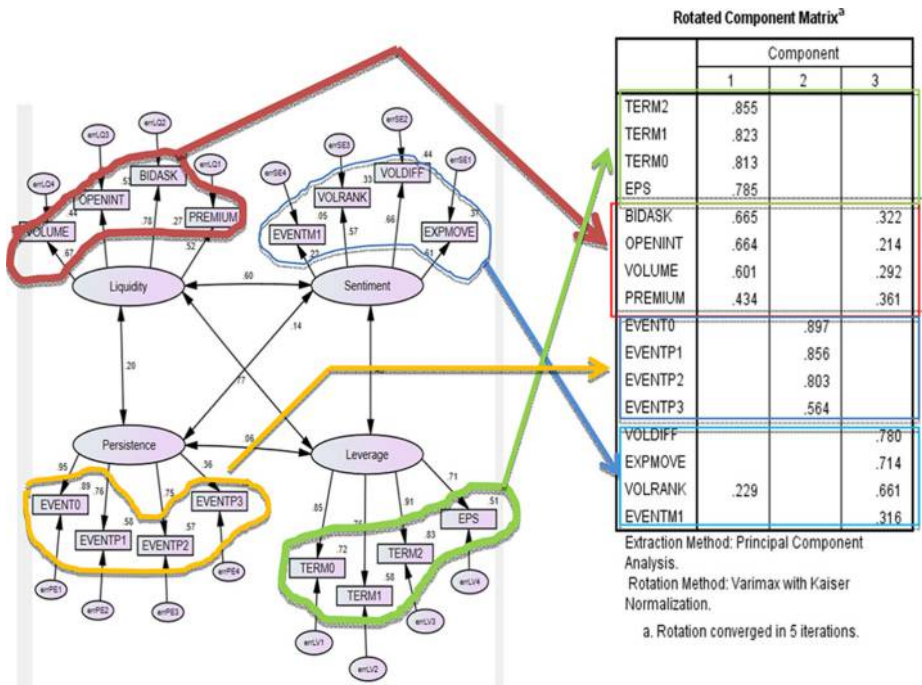 Rotated Component Matrixa
Component
1 2 3
TERM2 .855
TERM1 .823
TERM0 .813
EPS .785
BIDASK .665 .322
OPENINT .664 .214
VOLUME .601 .292
PREMIUM .434 .361
EVENT0 .897
EVENTP1 .856
EVENTP2 .803
EVENTP3 .564
VOLDIFF .780
EXPMOVE .714
VOLRANK .229 .661
EVENTM1 .316
Extraction Method: Principal Component
Analysis.
Rotation Method: Varimax with Kaiser
Normalization.
a. Rotation converged in 5 iterations.
errLQ2
errLQ3
errLQ1
errLQ4
BIDASK
OPENINT
PREMIUM
VOLUME
.44
.78
.27
.67
.52
Liquidity
errSE2
errSE3
errSE1
errSE4
.44
VOLDIFF
.33
VOLRANK
.05
EVENTM1
EXPMOVE
.57
.66
.61
Sentiment
.60
.14
.20
.77
.06
Persistence
.95
.89
.76
.75
.36
EVENT0
EVENTP1
EVENTP2
EVENTP3
.58
.57
errPE1
errPE2
errPE3
errPE4
Leverage
.85
.91
.71
.51
EPS
.83
TERM2
.72
TERM0
.58
TERM1
errLV1
errLV2
errLV3
errLV4